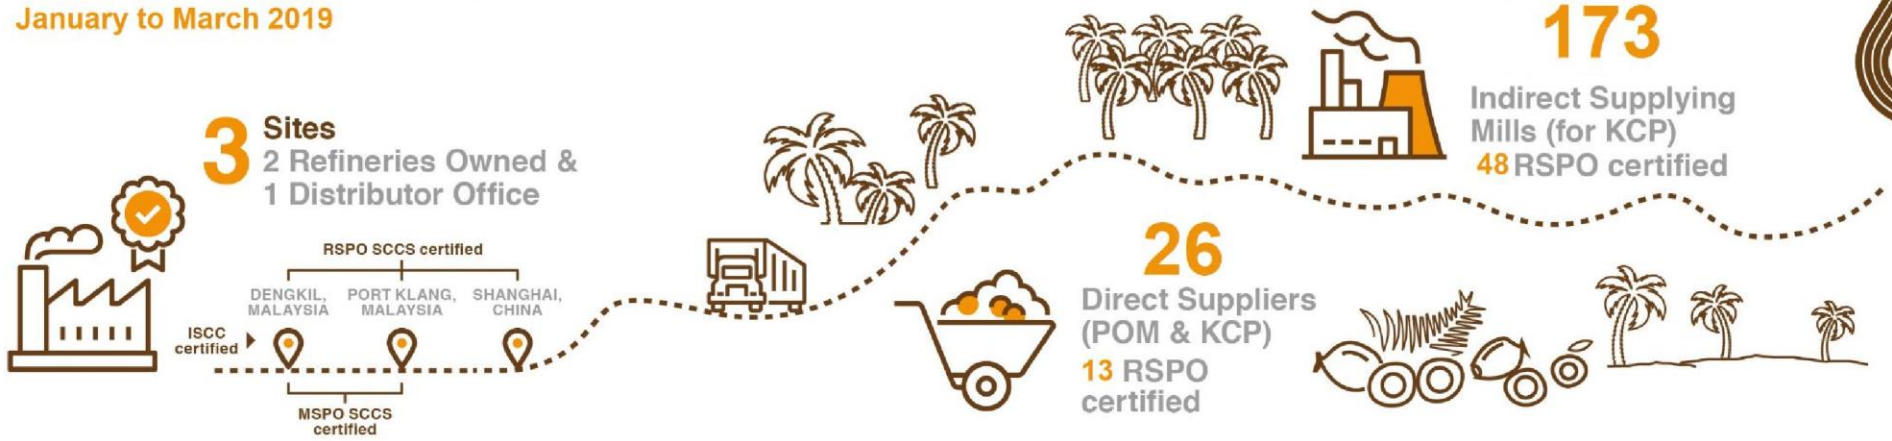 January to March 2019
3 Sites
2 Refineries Owned &
1 Distributor Office
RSPO SCCS certified
DENGKIL,
MALAYSIA
PORT KLANG,
MALAYSIA
SHANGHAI,
CHINA
ISCC
certified
MSPO SCCS
certified
26
Direct Suppliers
(POM & KCP)
13 RSPO
certified
173
Indirect Supplying
Mills (for KCP)
48 RSPO certified